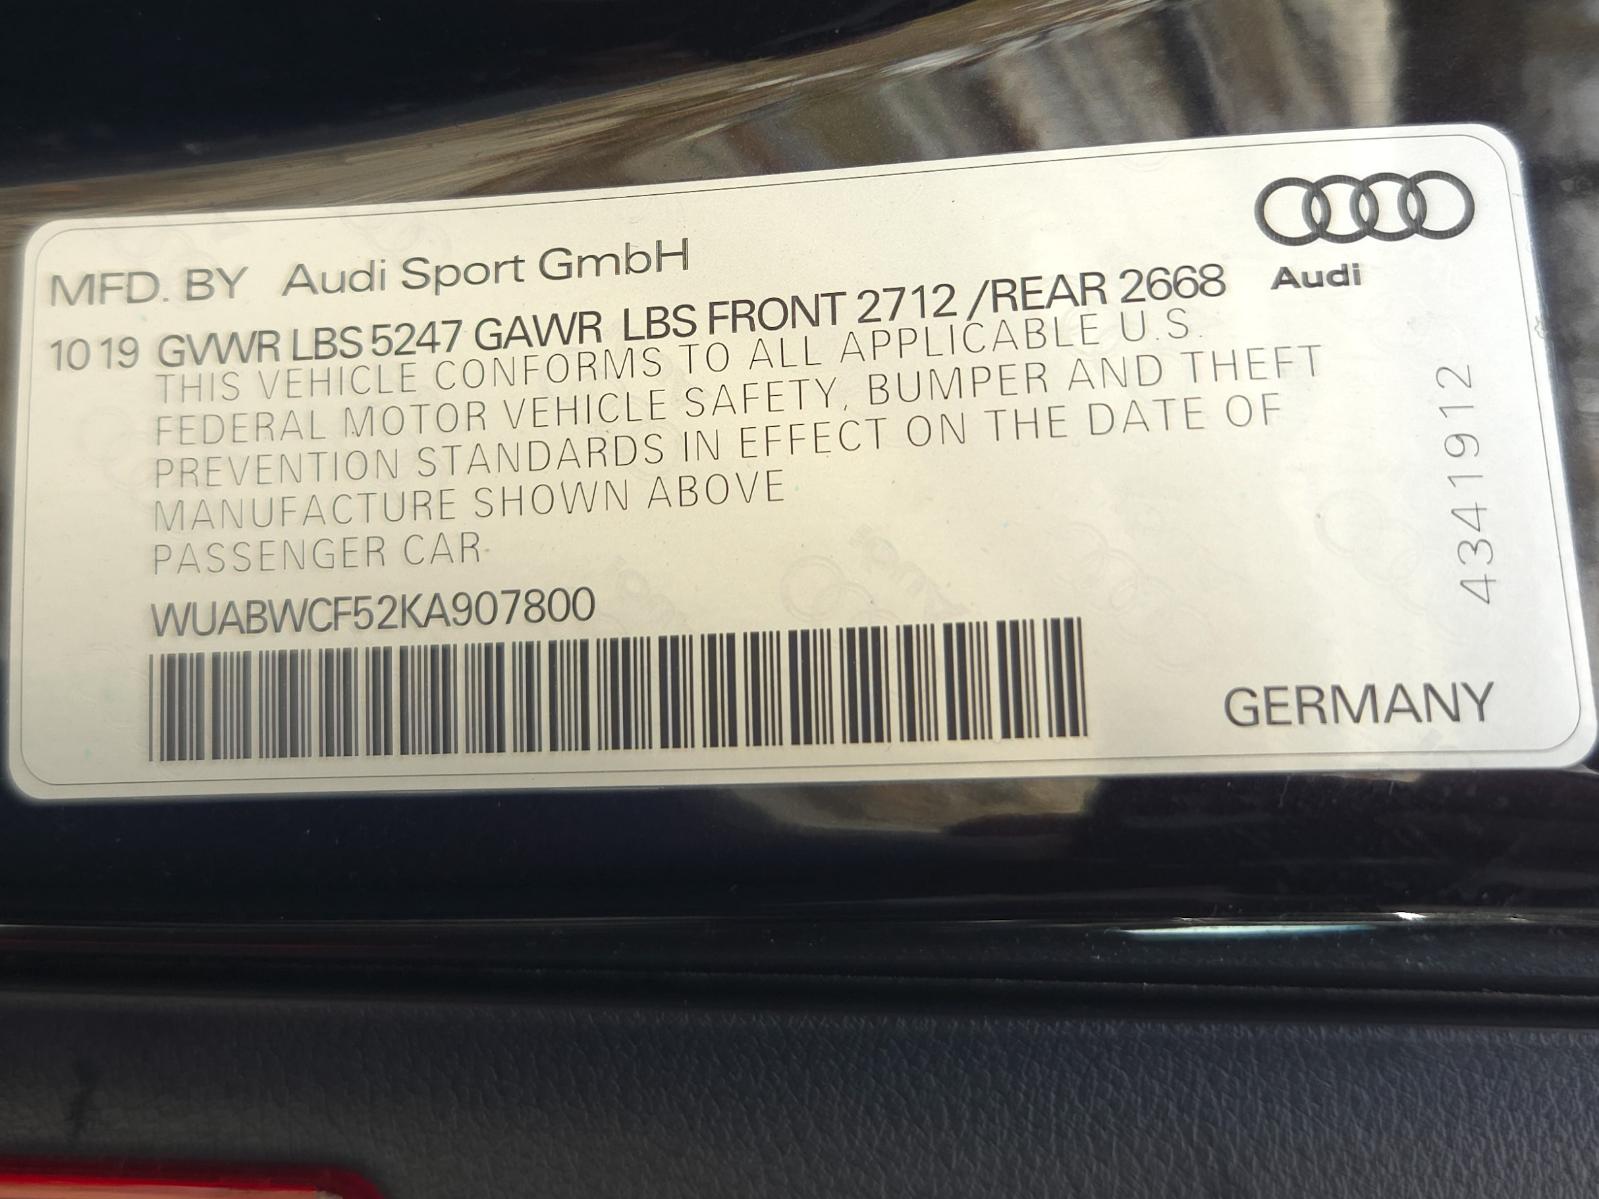 MFD. BY Audi Sport GmbH
Audi
10 19 GVWR LBS 5247 GAWR LBS FRONT 2712 /REAR 2668
THIS VEHICLE CONFORMS TO ALL APPLICABLE U.S.
FEDERAL MOTOR VEHICLE SAFETY, BUMPER AND THEFT
PREVENTION STANDARDS IN EFFECT ON THE DATE OF
MANUFACTURE SHOWN ABOVE
PASSENGER CAR
WUABWCF52KA907800
4341912
GERMANY